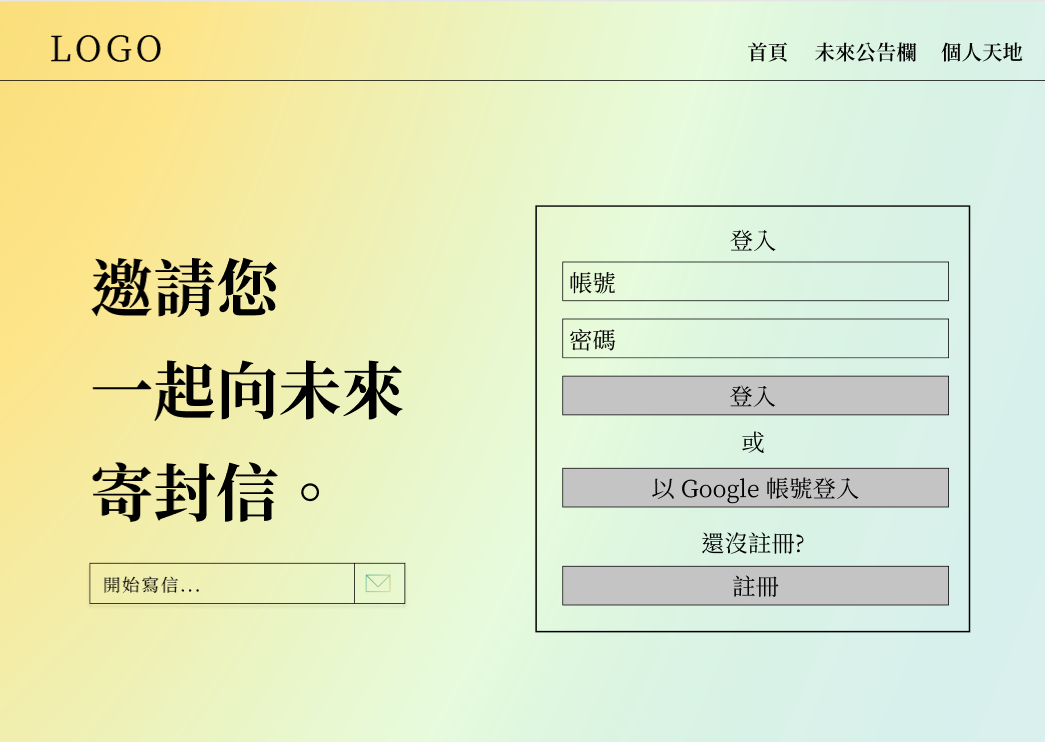 LOGO
首頁 未來公告欄 個人天地
邀請您
一起向未來
寄封信。
開始寫信...
登入
帳號
密碼
登入
或
以 Google 帳號登入
還沒註冊?
註冊